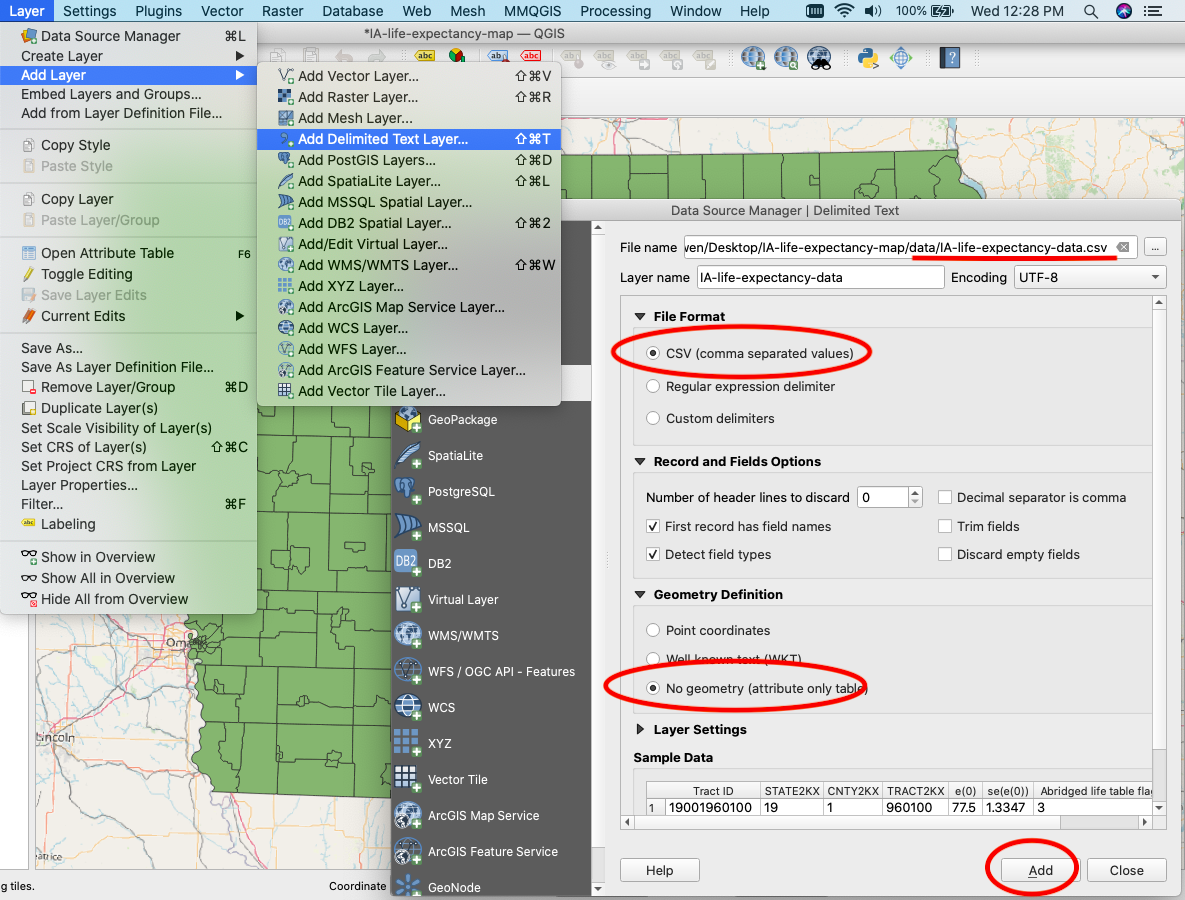 Layer Settings Plugins Vector Raster Database Web Mesh MMQGIS Processing Window Help 100% Wed 12:28 PM
*IA-life-expectancy-map — QGIS
Data Source Manager ⌘L
Create Layer
Add Layer
Embed Layers and Groups...
Add from Layer Definition File...
Copy Style
Paste Style
Copy Layer
Paste Layer/Group
Open Attribute Table F6
Toggle Editing
Save Layer Edits
Current Edits
Save As...
Save As Layer Definition File...
Remove Layer/Group ⌘D
Duplicate Layer(s)
Set Scale Visibility of Layer(s)
Set CRS of Layer(s) ⇧⌘C
Set Project CRS from Layer
Layer Properties...
Filter... ⌘F
abc Labeling
Show in Overview
Show All in Overview
Hide All from Overview
abc ab abc
Add Vector Layer... ⇧⌘V
Add Raster Layer... ⇧⌘R
Add Mesh Layer...
Add Delimited Text Layer... ⇧⌘T
Add PostGIS Layers... ⇧⌘D
Add SpatiaLite Layer... ⇧⌘L
Add MSSQL Spatial Layer...
DB2 Add DB2 Spatial Layer... ⇧⌘2
Add/Edit Virtual Layer...
Add WMS/WMTS Layer... ⇧⌘W
Add XYZ Layer...
Add ArcGIS Map Service Layer...
Add WCS Layer...
Add WFS Layer...
Add ArcGIS Feature Service Layer...
Add Vector Tile Layer...
GeoPackage
SpatiaLite
PostgreSQL
MSSQL
DB2 DB2
Virtual Layer
WMS/WMTS
WFS / OGC API - Features
WCS
XYZ
Vector Tile
ArcGIS Map Service
ArcGIS Feature Service
GeoNode
Data Source Manager | Delimited Text
File name ven/Desktop/IA-life-expectancy-map/data/IA-life-expectancy-data.csv ...
Layer name IA-life-expectancy-data Encoding UTF-8
File Format
CSV (comma separated values)
Regular expression delimiter
Custom delimiters
Record and Fields Options
Number of header lines to discard 0 Decimal separator is comma
First record has field names Trim fields
Detect field types Discard empty fields
Geometry Definition
Point coordinates
Well known text (WKT)
No geometry (attribute only table)
Layer Settings
Sample Data
Tract ID STATE2KX CNTY2KX TRACT2KX e(0) se(e(0)) Abridged life table flag
1 19001960100 19 1 960100 77.5 1.3347 3
Help Add Close
Oma
Lincoln
eatrice
g tiles. Coordinate